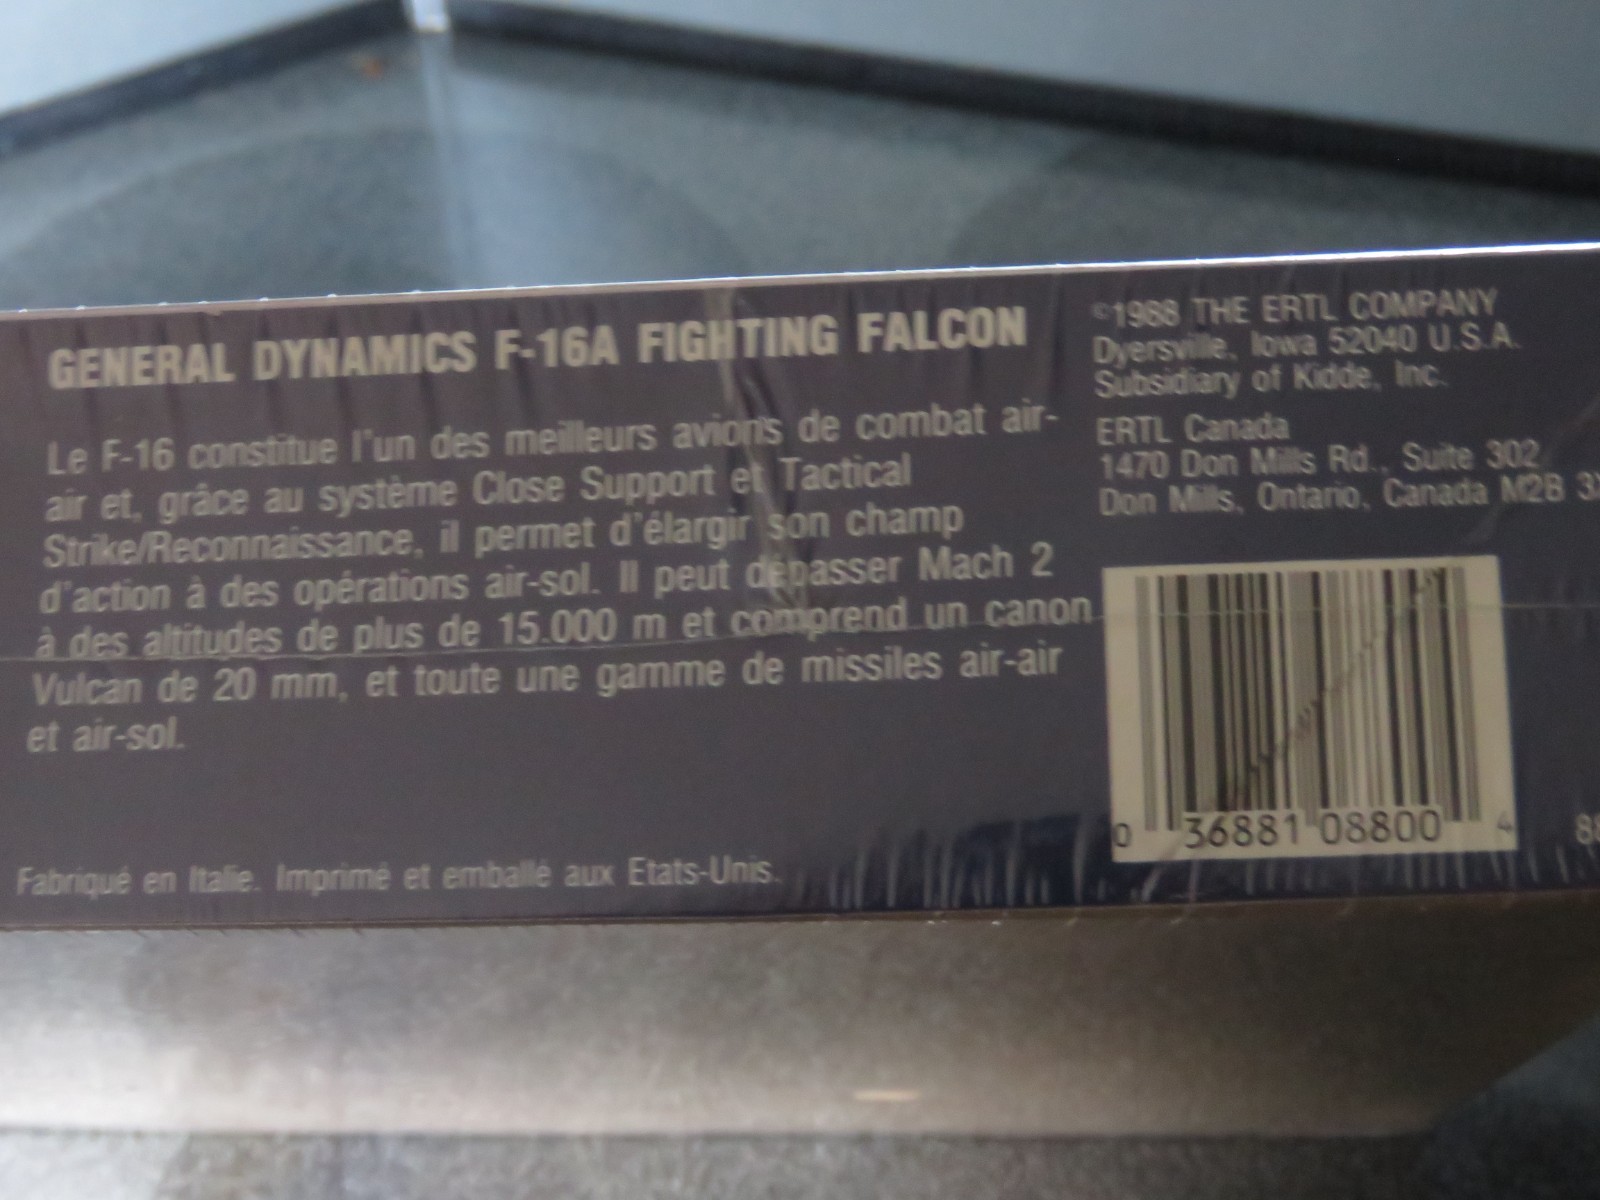 GENERAL DYNAMICS F-16A FIGHTING FALCON
Le F-16 constitue l'un des meilleurs avions de combat air-
air et, grâce au système Close Support et Tactical
Strike/Reconnaissance, il permet d'élargir son champ
d'action à des opérations air-sol. Il peut dépasser Mach 2
à des altitudes de plus de 15.000 m et comprend un canon
Vulcan de 20 mm, et toute une gamme de missiles air-air
et air-sol.
Fabriqué en Italie. Imprimé et emballé aux Etats-Unis.
©1988 THE ERTL COMPANY
Dyersville, Iowa 52040 U.S.A.
Subsidiary of Kidde, Inc.
ERTL Canada
1470 Don Mills Rd., Suite 302
Don Mills, Ontario, Canada M2B
0 36881 08800 4